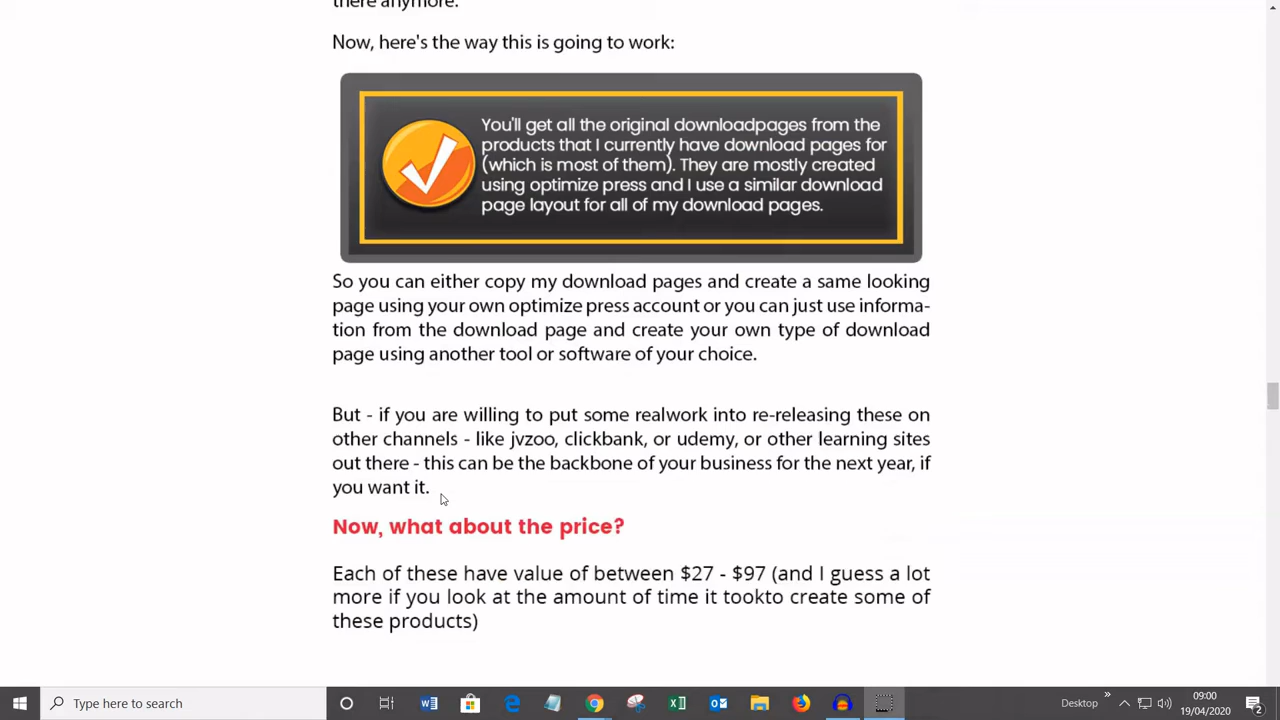 there anymore.
Now, here's the way this is going to work:
You'll get all the original downloadpages from the
products that I currently have download pages for
(which is most of them). They are mostly created
using optimize press and I use a similar download
page layout for all of my download pages.
So you can either copy my download pages and create a same looking
page using your own optimize press account or you can just use informa-
tion from the download page and create your own type of download
page using another tool or software of your choice.
But - if you are willing to put some realwork into re-releasing these on
other channels - like jvzoo, clickbank, or udemy, or other learning sites
out there - this can be the backbone of your business for the next year, if
you want it.
Now, what about the price?
Each of these have value of between $27 - $97 (and I guess a lot
more if you look at the amount of time it tookto create some of
these products)
Type here to search
Desktop
09:00
19/04/2020
2